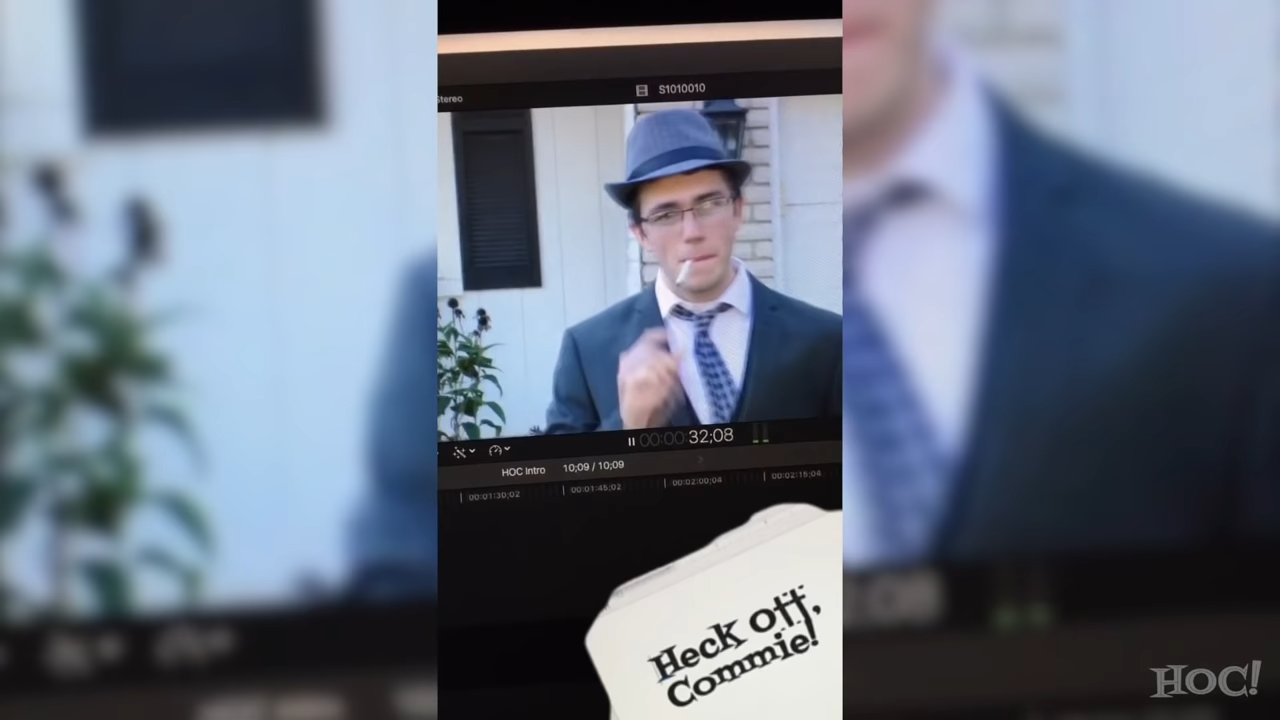 Stereo
S1010010
00:00:32;08
HOC Intro 10;09 / 10;09
00:01:30;02 00:01:45;02 00:02:00;04 00:02:15;04
Heck off,
Commie!
HOC!